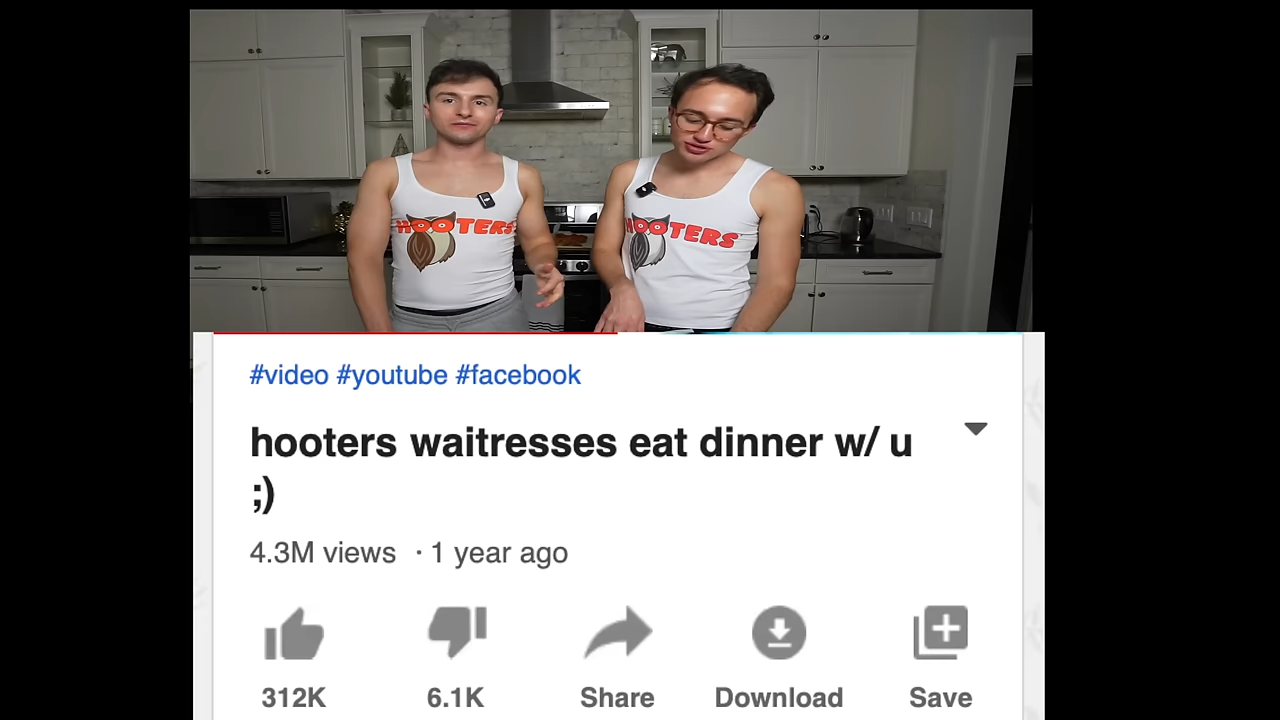 HOOTERS
HOOTERS
#video #youtube #facebook
hooters waitresses eat dinner w/ u
;)
4.3M views · 1 year ago
312K
6.1K
Share
Download
Save